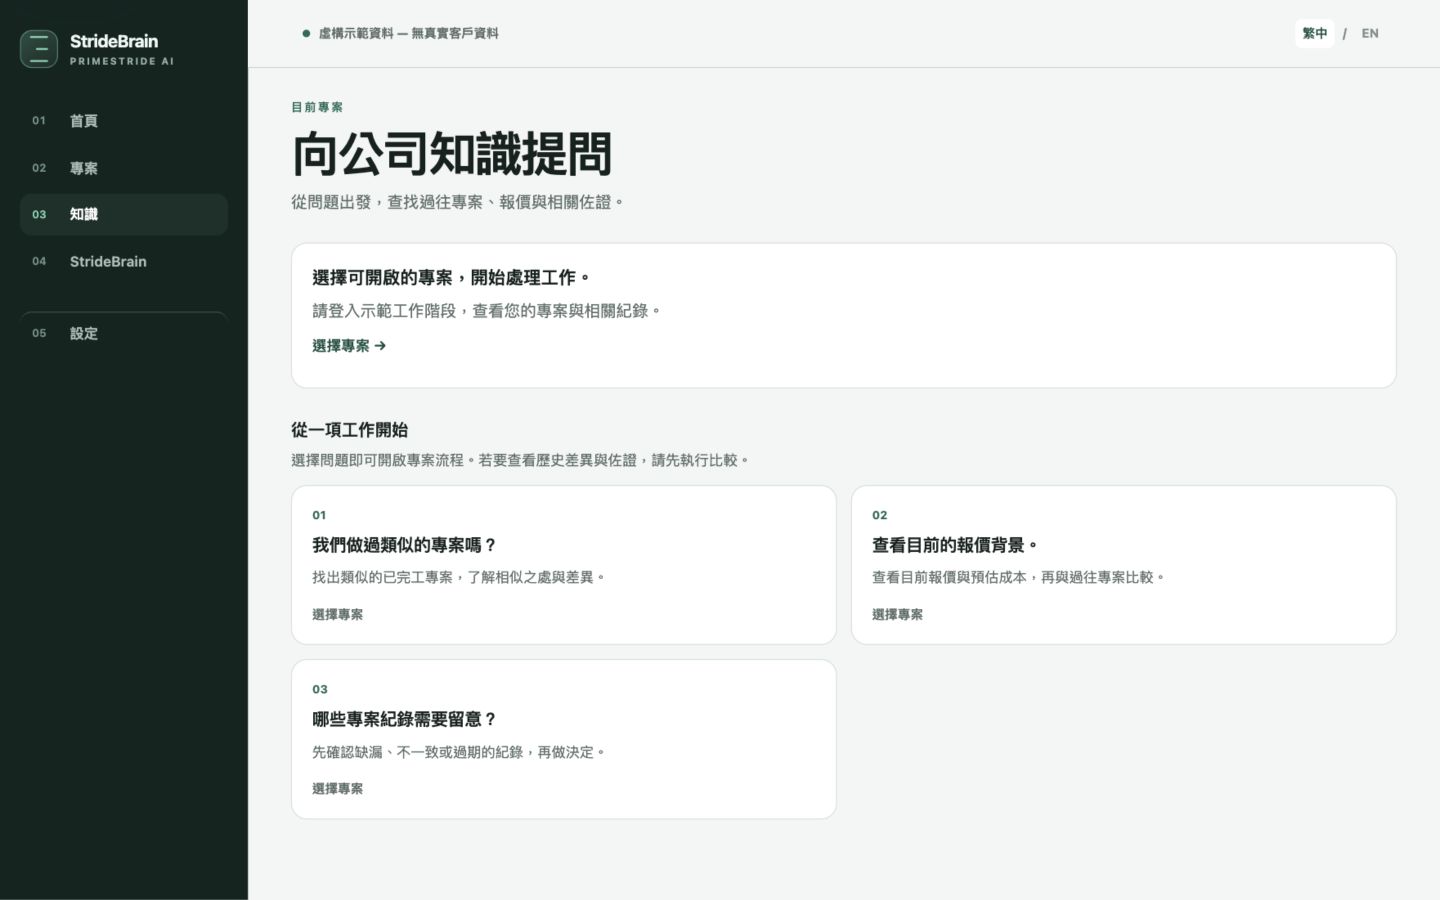 StrideBrain
PRIMESTRIDE AI
01 首頁
02 專案
03 知識
04 StrideBrain
05 設定
虛構示範資料 — 無真實客戶資料
繁中 / EN
目前專案
向公司知識提問
從問題出發，查找過往專案、報價與相關佐證。
選擇可開啟的專案，開始處理工作。
請登入示範工作階段，查看您的專案與相關紀錄。
選擇專案 →
從一項工作開始
選擇問題即可開啟專案流程。若要查看歷史差異與佐證，請先執行比較。
01
我們做過類似的專案嗎？
找出類似的已完工專案，了解相似之處與差異。
選擇專案
02
查看目前的報價背景。
查看目前報價與預估成本，再與過往專案比較。
選擇專案
03
哪些專案紀錄需要留意？
先確認缺漏、不一致或過期的紀錄，再做決定。
選擇專案